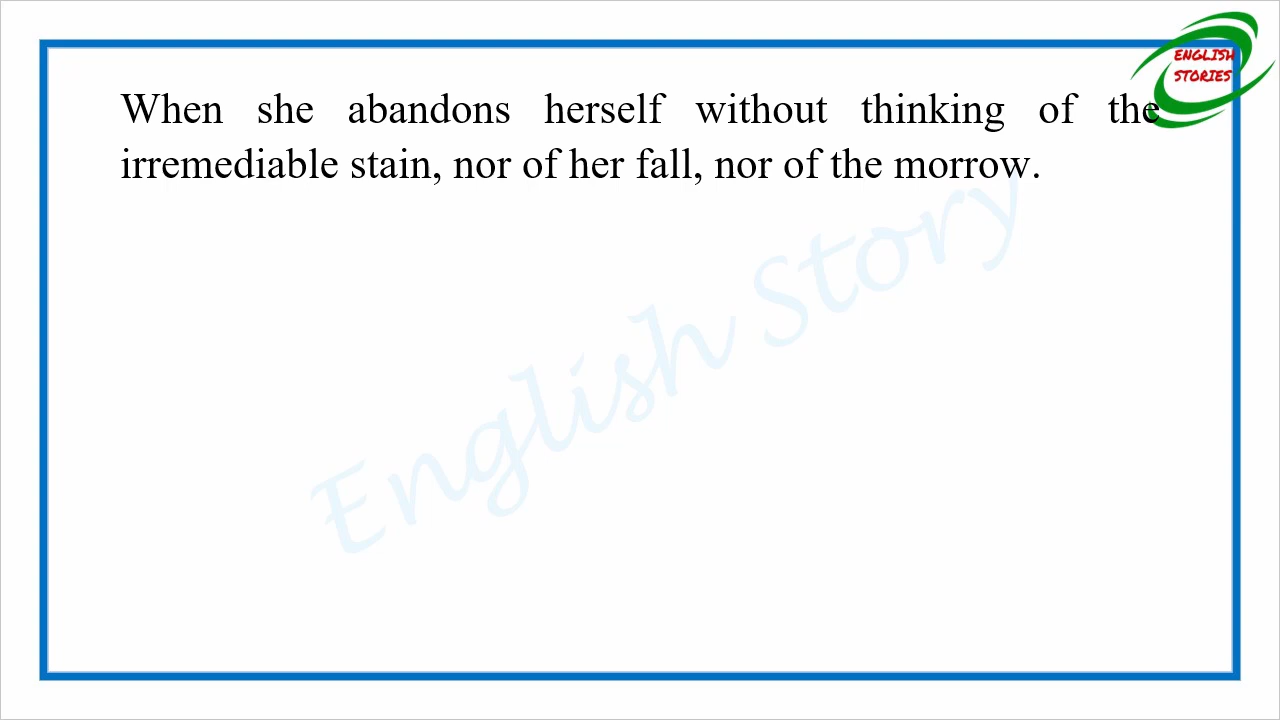 ENGLISH
STORIES
When she abandons herself without thinking of the
irremediable stain, nor of her fall, nor of the morrow.
English Story